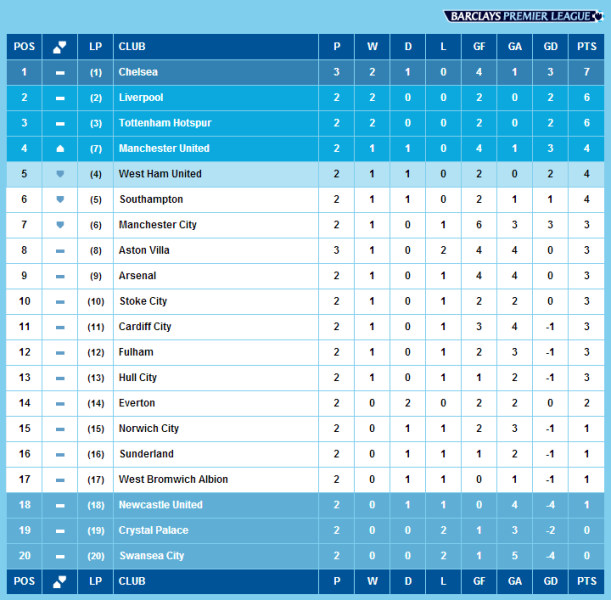 BARCLAYS PREMIER LEAGUE
POS LP CLUB P W D L GF GA GD PTS
1 (1) Chelsea 3 2 1 0 4 1 3 7
2 (2) Liverpool 2 2 0 0 2 0 2 6
3 (3) Tottenham Hotspur 2 2 0 0 2 0 2 6
4 (7) Manchester United 2 1 1 0 4 1 3 4
5 (4) West Ham United 2 1 1 0 2 0 2 4
6 (5) Southampton 2 1 1 0 2 1 1 4
7 (6) Manchester City 2 1 0 1 6 3 3 3
8 (8) Aston Villa 3 1 0 2 4 4 0 3
9 (9) Arsenal 2 1 0 1 4 4 0 3
10 (10) Stoke City 2 1 0 1 2 2 0 3
11 (11) Cardiff City 2 1 0 1 3 4 -1 3
12 (12) Fulham 2 1 0 1 2 3 -1 3
13 (13) Hull City 2 1 0 1 1 2 -1 3
14 (14) Everton 2 0 2 0 2 2 0 2
15 (15) Norwich City 2 0 1 1 2 3 -1 1
16 (16) Sunderland 2 0 1 1 1 2 -1 1
17 (17) West Bromwich Albion 2 0 1 1 0 1 -1 1
18 (18) Newcastle United 2 0 1 1 0 4 -4 1
19 (19) Crystal Palace 2 0 0 2 1 3 -2 0
20 (20) Swansea City 2 0 0 2 1 5 -4 0
POS LP CLUB P W D L GF GA GD PTS